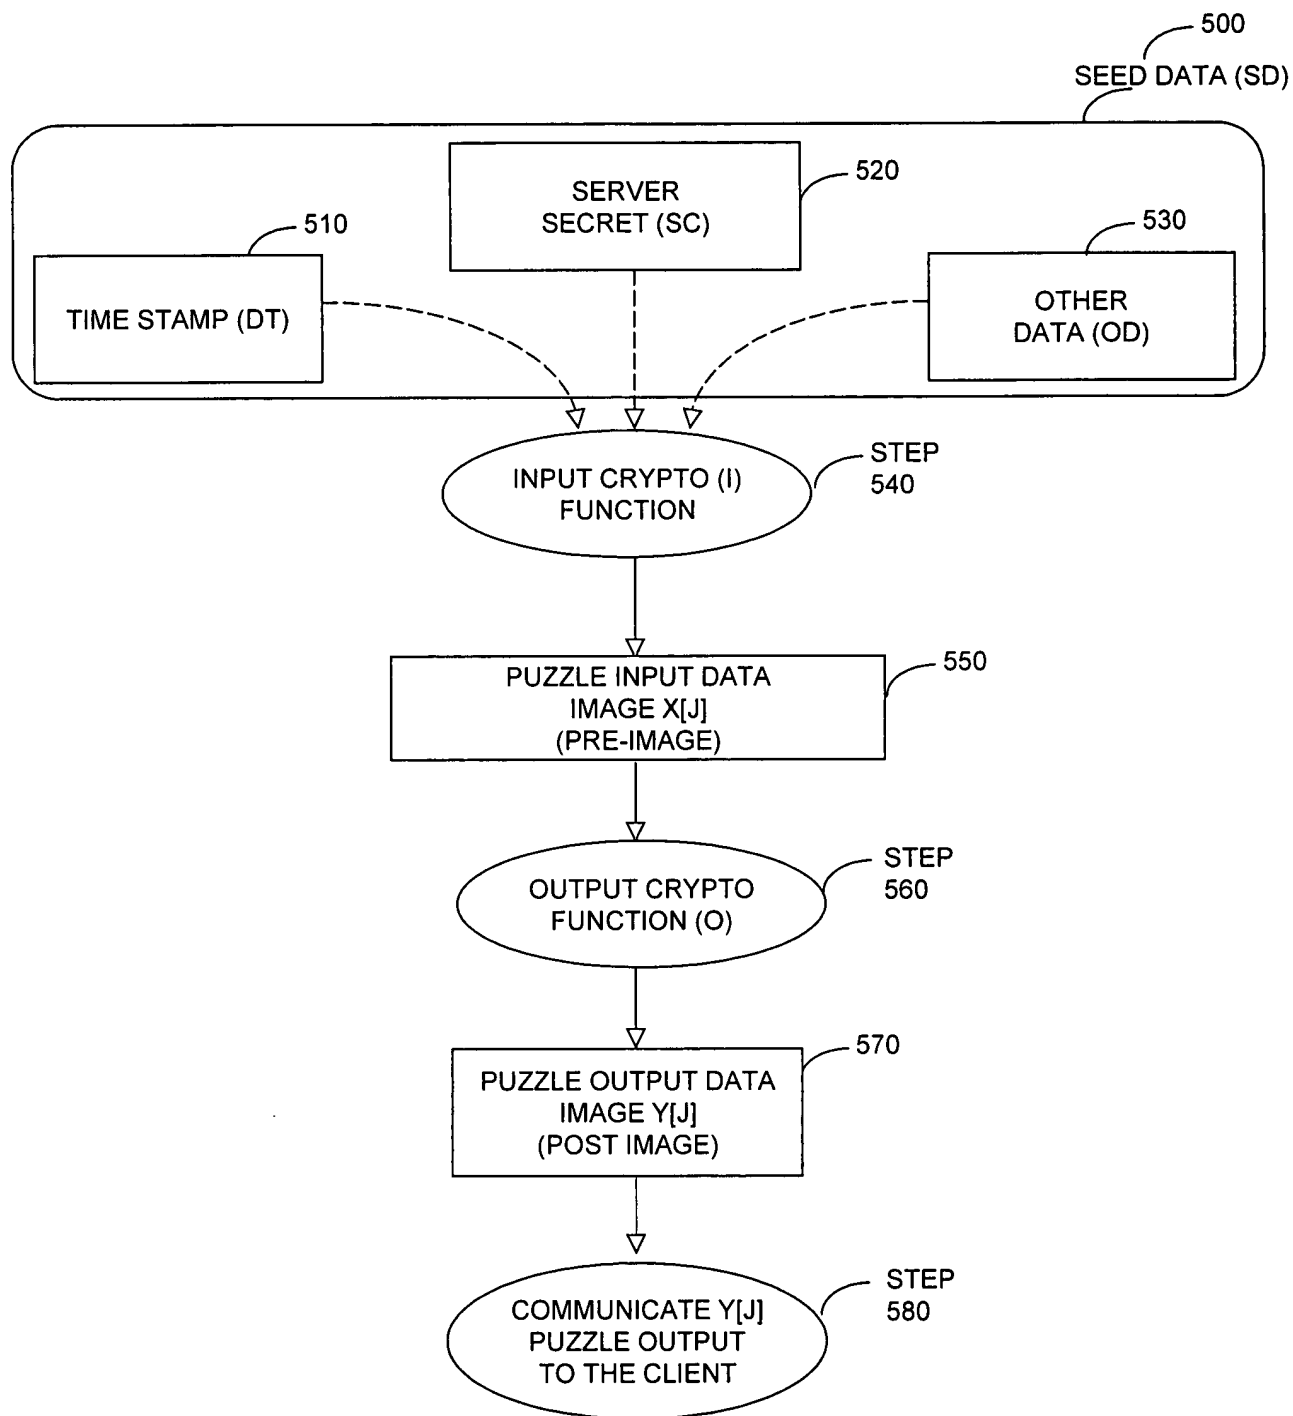 500
SEED DATA (SD)
SERVER
SECRET (SC)
520
510
TIME STAMP (DT)
530
OTHER
DATA (OD)
INPUT CRYPTO (I)
FUNCTION
STEP
540
PUZZLE INPUT DATA
IMAGE X[J]
(PRE-IMAGE)
550
OUTPUT CRYPTO
FUNCTION (O)
STEP
560
PUZZLE OUTPUT DATA
IMAGE Y[J]
(POST IMAGE)
570
COMMUNICATE Y[J]
PUZZLE OUTPUT
TO THE CLIENT
STEP
580